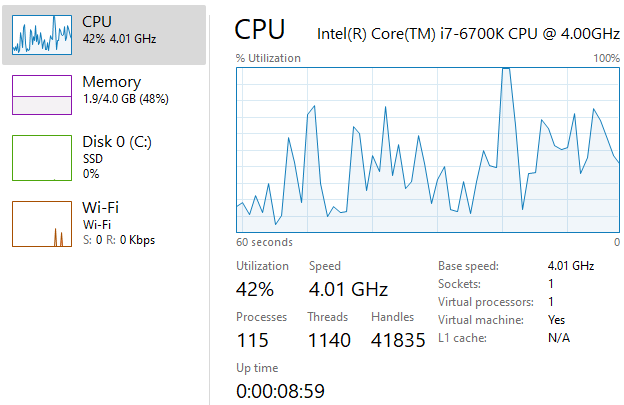 CPU
42% 4.01 GHz
Memory
1.9/4.0 GB (48%)
Disk 0 (C:)
SSD
0%
Wi-Fi
Wi-Fi
S: 0 R: 0 Kbps
CPU Intel(R) Core(TM) i7-6700K CPU @ 4.00GHz
% Utilization 100%
60 seconds 0
Utilization Speed
42% 4.01 GHz
Processes Threads Handles
115 1140 41835
Up time
0:00:08:59
Base speed: 4.01 GHz
Sockets: 1
Virtual processors: 1
Virtual machine: Yes
L1 cache: N/A